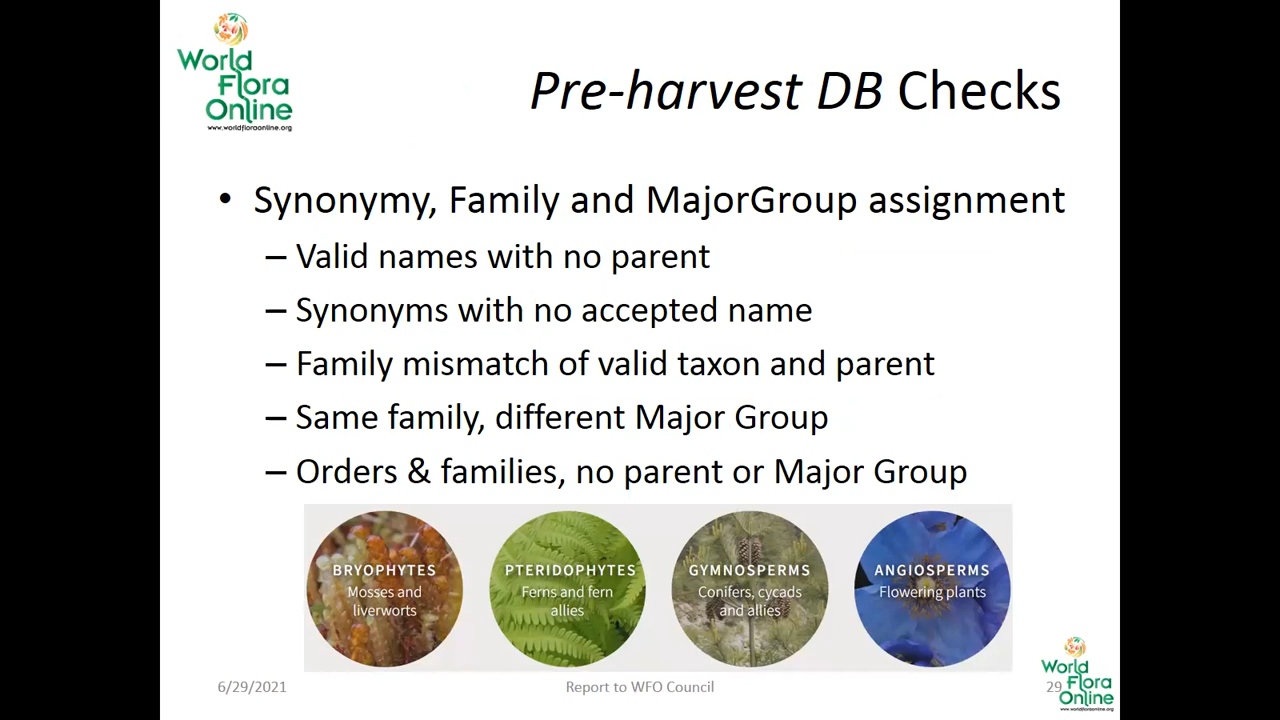 World
Flora
Online
www.worldfloraonline.org
Pre-harvest DB Checks
• Synonymy, Family and MajorGroup assignment
– Valid names with no parent
– Synonyms with no accepted name
– Family mismatch of valid taxon and parent
– Same family, different Major Group
– Orders & families, no parent or Major Group
BRYOPHYTES
Mosses and
liverworts
PTERIDOPHYTES
Ferns and fern
allies
GYMNOSPERMS
Conifers, cycads
and allies
ANGIOSPERMS
Flowering plants
6/29/2021
Report to WFO Council
29
World
Flora
Online
www.worldfloraonline.org